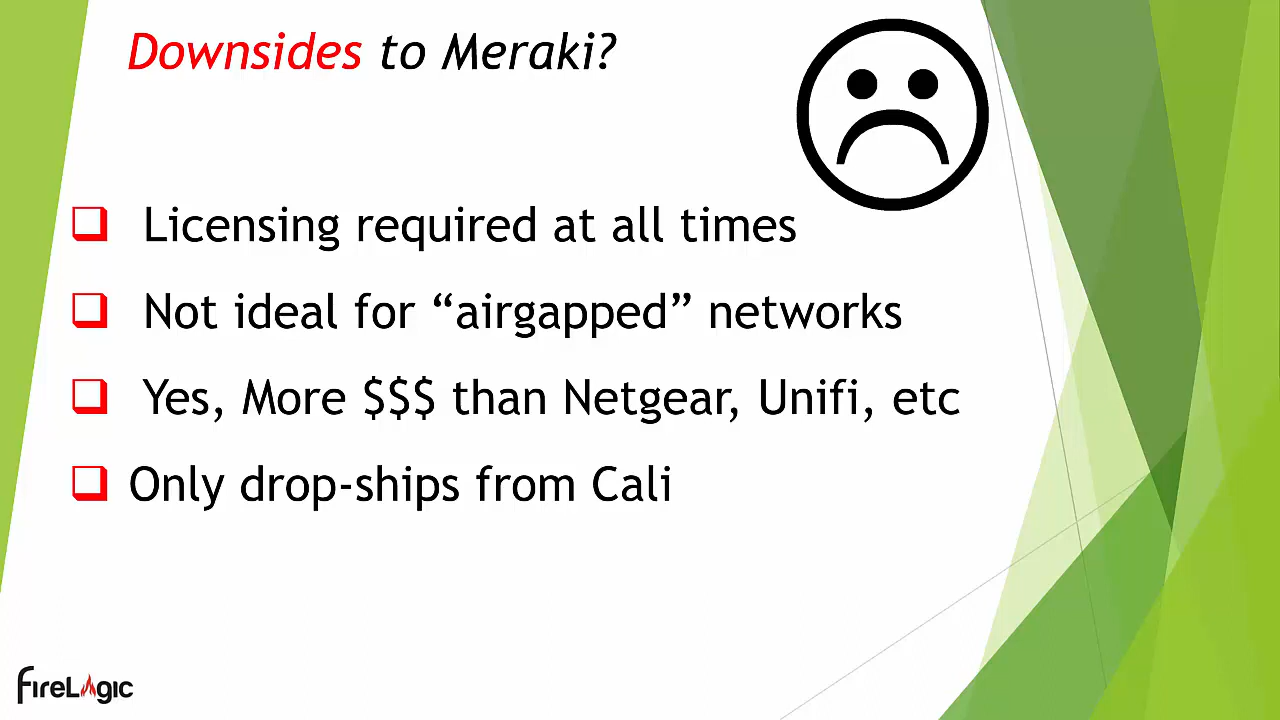 Downsides to Meraki?
Licensing required at all times
Not ideal for “airgapped” networks
Yes, More $$$ than Netgear, Unifi, etc
Only drop-ships from Cali
FireLogic